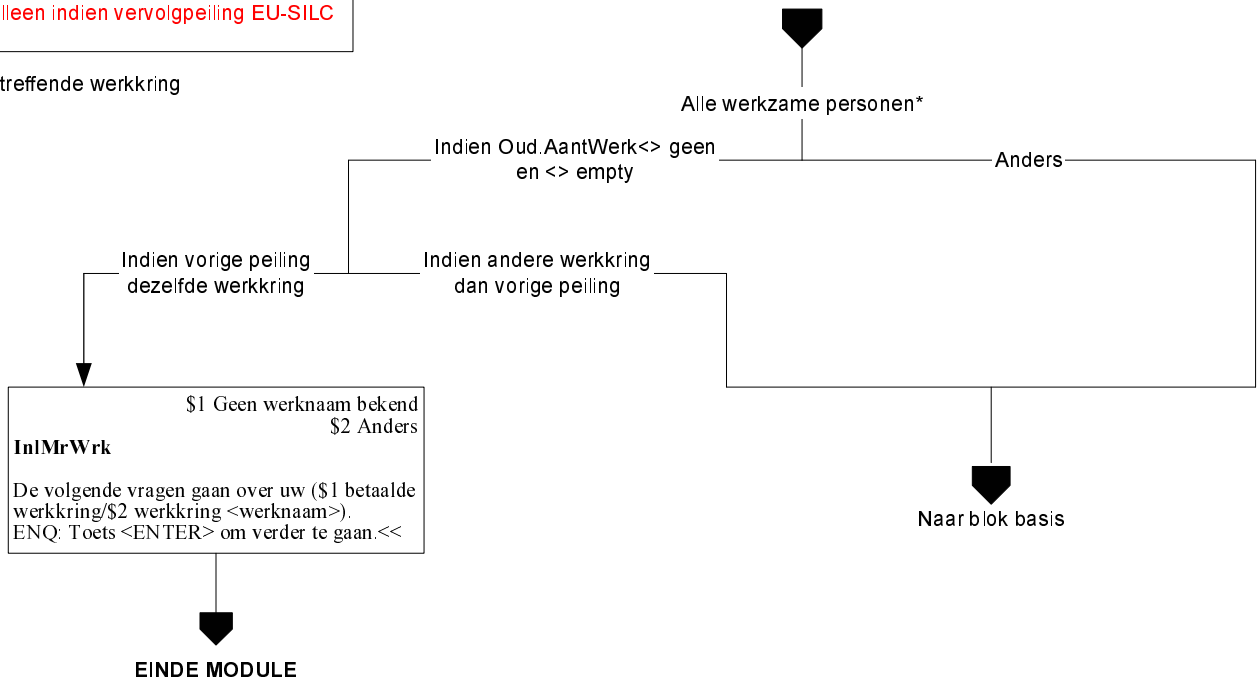 lleen indien vervolgpeiling EU-SILC
treffende werkkring
Alle werkzame personen*
Indien Oud.AantWerk<> geen
en <> empty
Anders
Indien vorige peiling
dezelfde werkkring
Indien andere werkkring
dan vorige peiling
$1 Geen werknaam bekend
$2 Anders
InlMrWrk
De volgende vragen gaan over uw ($1 betaalde
werkkring/$2 werkkring <werknaam>).
ENQ: Toets <ENTER> om verder te gaan.<<
Naar blok basis
EINDE MODULE